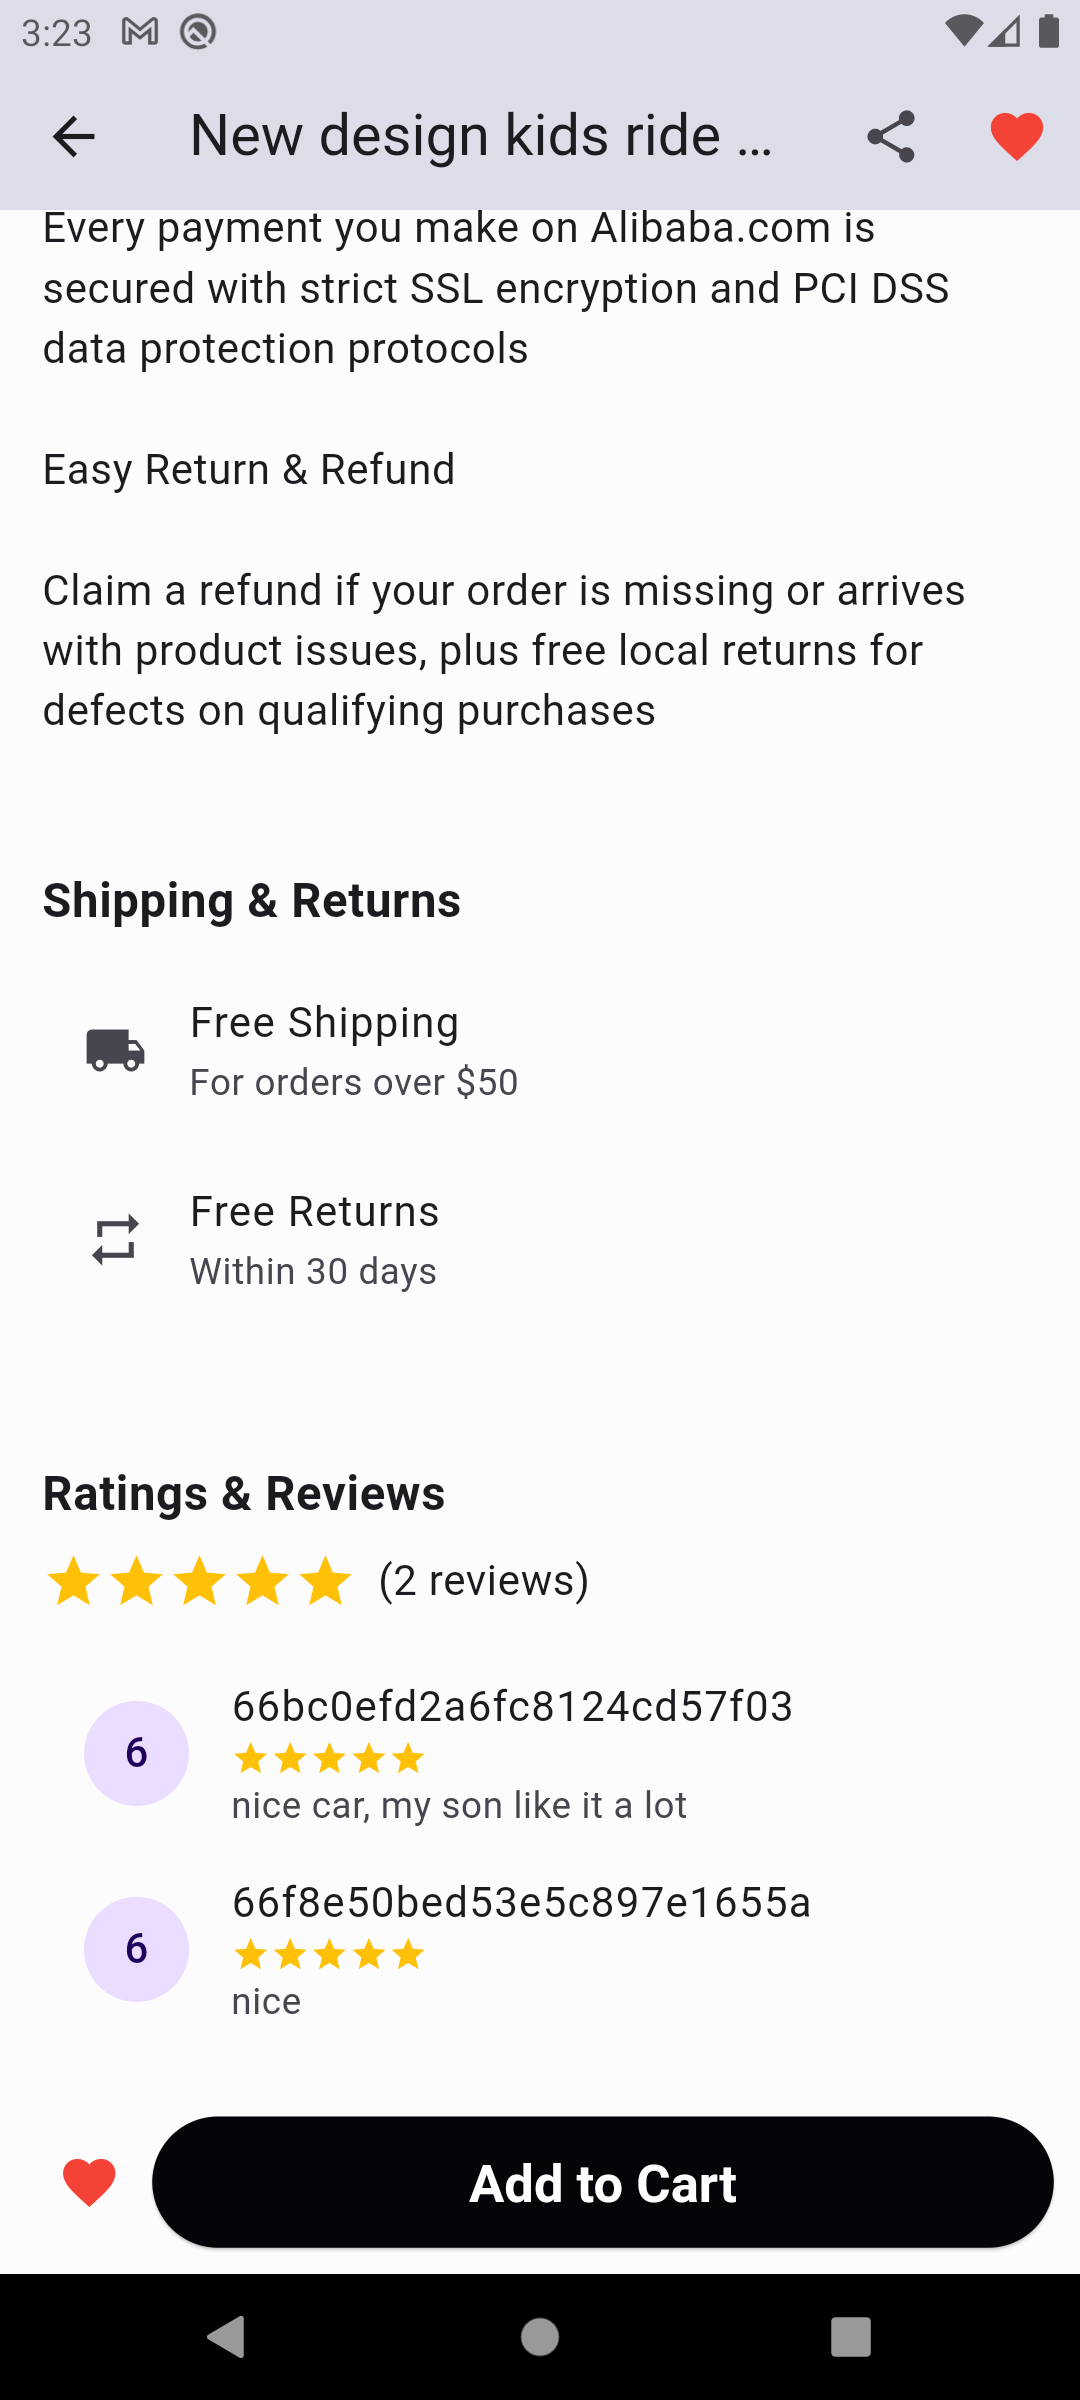 3:23
New design kids ride ...
Every payment you make on Alibaba.com is
secured with strict SSL encryption and PCI DSS
data protection protocols
Easy Return & Refund
Claim a refund if your order is missing or arrives
with product issues, plus free local returns for
defects on qualifying purchases
Shipping & Returns
Free Shipping
For orders over $50
Free Returns
Within 30 days
Ratings & Reviews
(2 reviews)
6
66bc0efd2a6fc8124cd57f03
nice car, my son like it a lot
6
66f8e50bed53e5c897e1655a
nice
Add to Cart